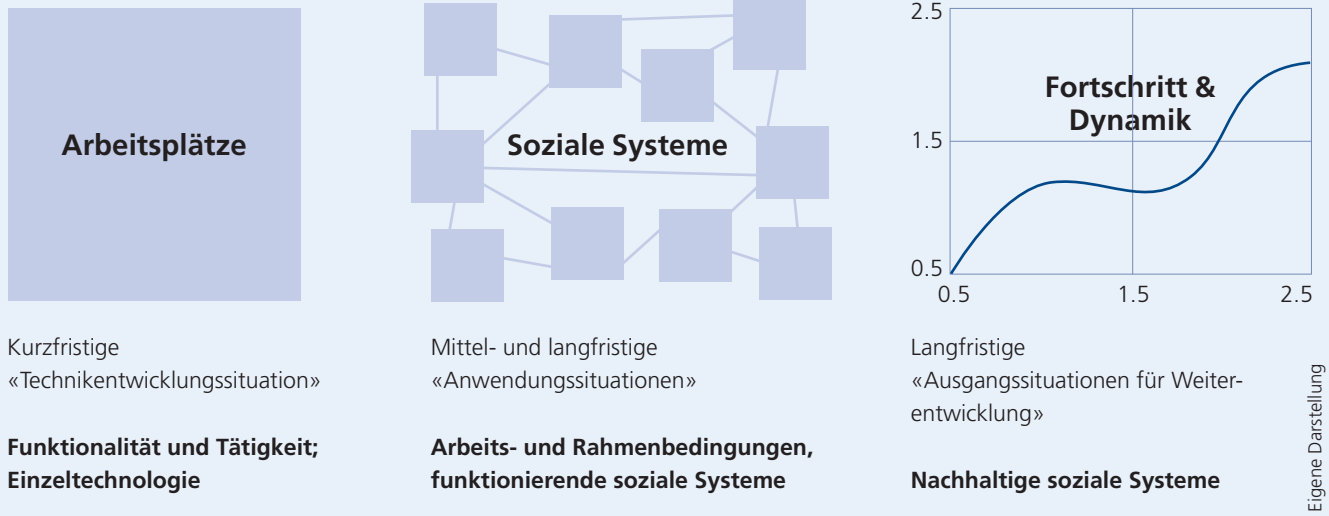 Arbeitsplätze
Kurzfristige
«Technikentwicklungssituation»
Funktionalität und Tätigkeit;
Einzeltechnologie
Soziale Systeme
Mittel- und langfristige
«Anwendungssituationen»
Arbeits- und Rahmenbedingungen,
funktionierende soziale Systeme
2.5
Fortschritt &
Dynamik
1.5
0.5
0.5 1.5 2.5
Langfristige
«Ausgangssituationen für Weiter-
entwicklung»
Nachhaltige soziale Systeme
Eigene Darstellung